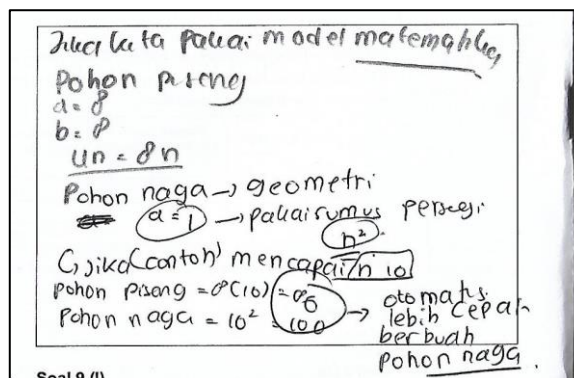 Jika kita pakai model matematika
Pohon pisang
a = 8
b = 8
Un = 8n
Pohon naga → geometri
a = 1 → pakai rumus persegi
n².
jika (contoh) mencapai n 10
Pohon pisang = 8(10) = 80
Pohon naga = 10² = 100 → otomatis
lebih cepat
berbuah
pohon naga.
Soal 9 (I)